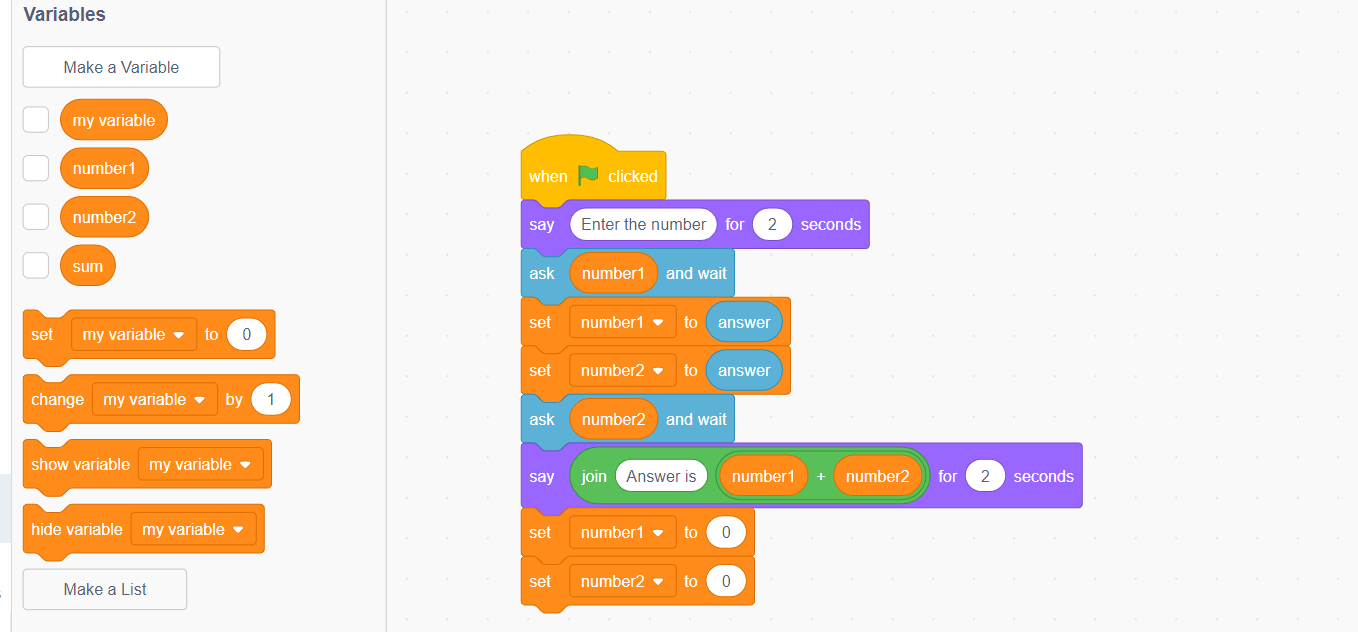 Variables
Make a Variable
my variable
number1
number2
sum
set my variable to 0
change my variable by 1
show variable my variable
hide variable my variable
Make a List
when clicked
say Enter the number for 2 seconds
ask number1 and wait
set number1 to answer
set number2 to answer
ask number2 and wait
say join Answer is number1 + number2 for 2 seconds
set number1 to 0
set number2 to 0